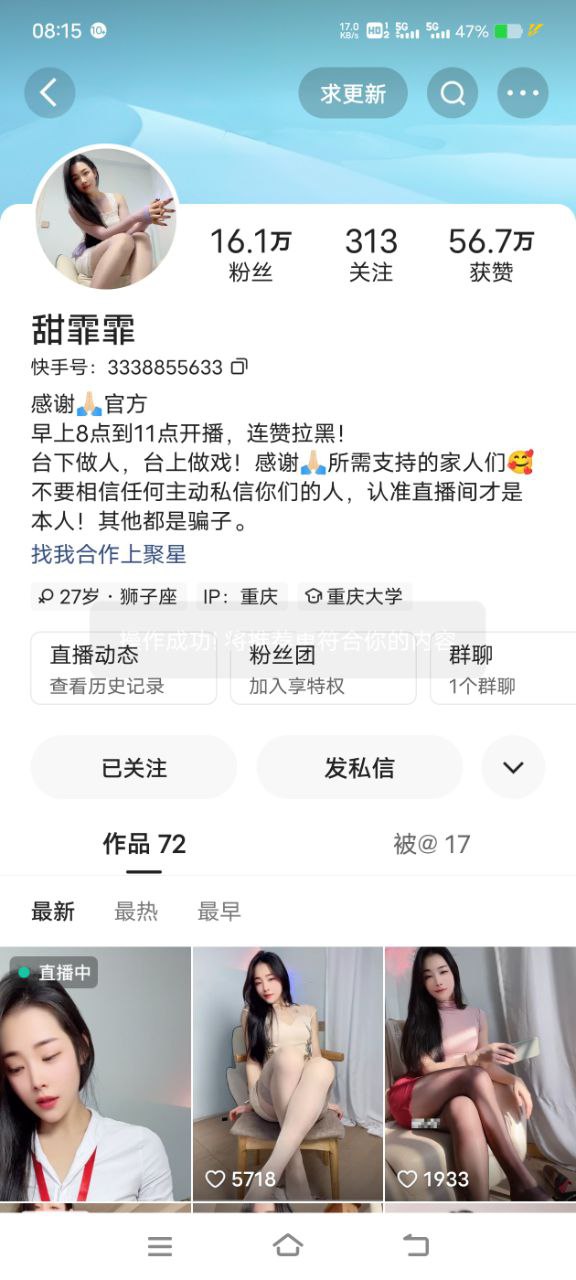 08:15
17.0 KB/s HD 1 2 5G 5G 47%
求更新
16.1万 313 56.7万
粉丝 关注 获赞
甜霏霏
快手号：3338855633
感谢🙏🏻官方
早上8点到11点开播，连赞拉黑！
台下做人，台上做戏！感谢🙏🏻所需支持的家人们🥰
不要相信任何主动私信你们的人，认准直播间才是
本人！其他都是骗子。
找我合作上聚星
27岁·狮子座 IP：重庆 重庆大学
操作成功！将推荐更符合你的内容
直播动态 粉丝团 群聊
查看历史记录 加入享特权 1个群聊
已关注 发私信
作品 72 被@ 17
最新 最热 最早
直播中
5718 1933